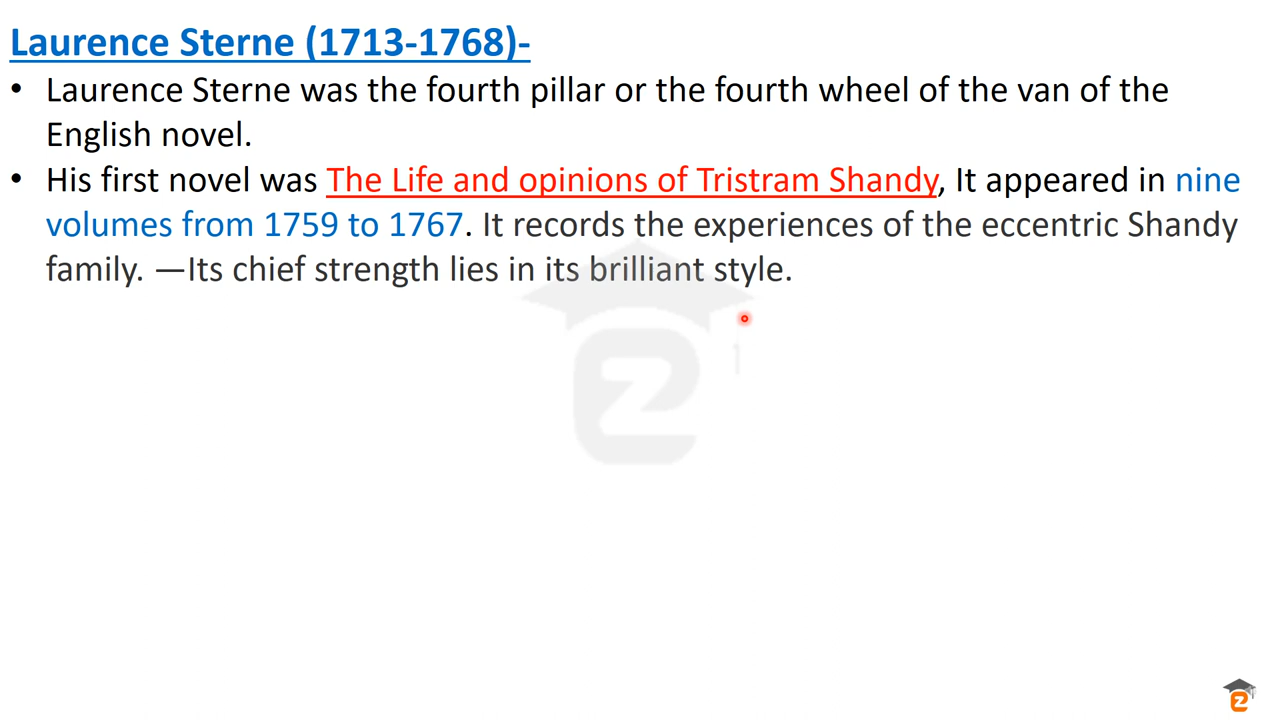 Laurence Sterne (1713-1768)-
• Laurence Sterne was the fourth pillar or the fourth wheel of the van of the
English novel.
• His first novel was The Life and opinions of Tristram Shandy, It appeared in nine
volumes from 1759 to 1767. It records the experiences of the eccentric Shandy
family. —Its chief strength lies in its brilliant style.